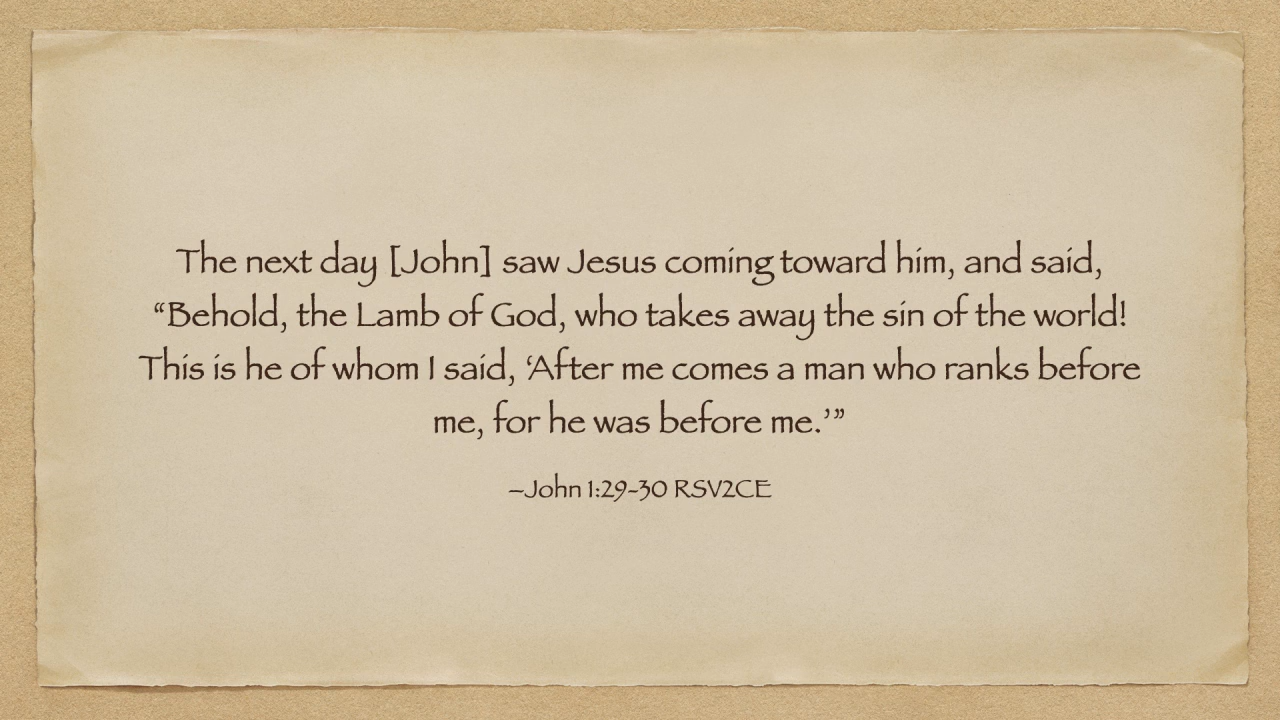 The next day [John] saw Jesus coming toward him, and said,
“Behold, the Lamb of God, who takes away the sin of the world!
This is he of whom I said, ‘After me comes a man who ranks before
me, for he was before me.’”
–John 1:29-30 RSV2CE